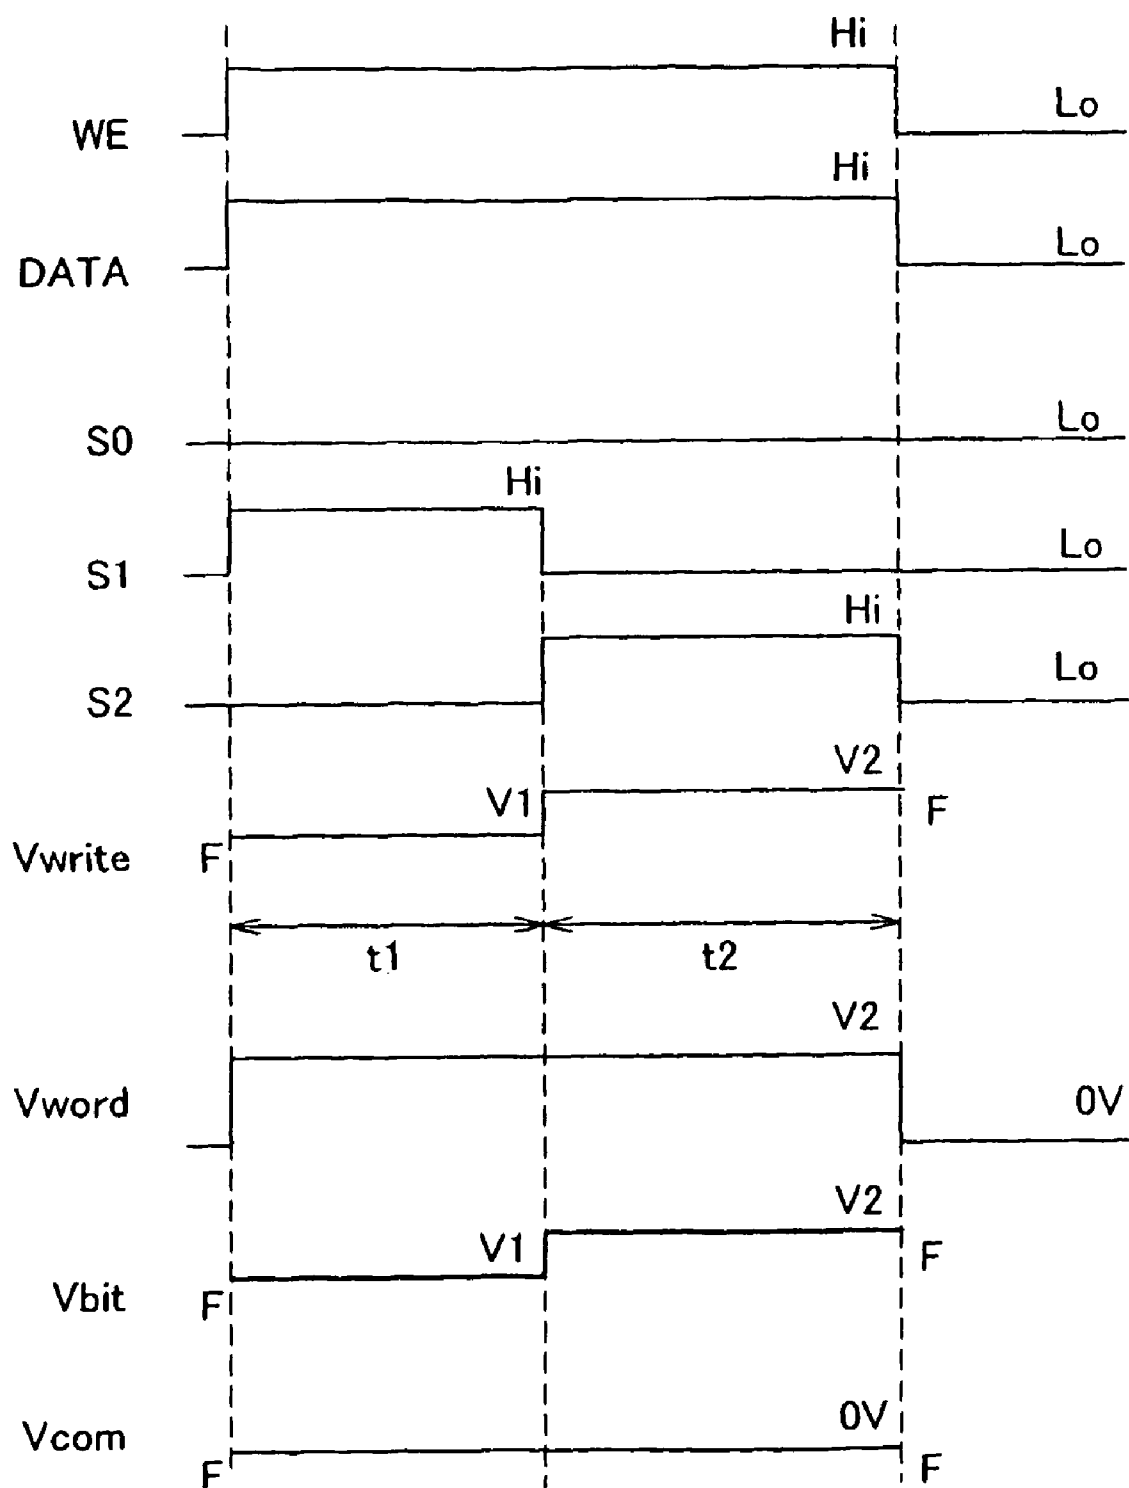 Hi
WE Lo
Hi
DATA Lo
S0 Lo
Hi
S1 Lo
Hi
S2 Lo
V2
V1 F
Vwrite F
t1 t2
V2
Vword 0V
V2
V1 F
Vbit F
0V
Vcom
F F